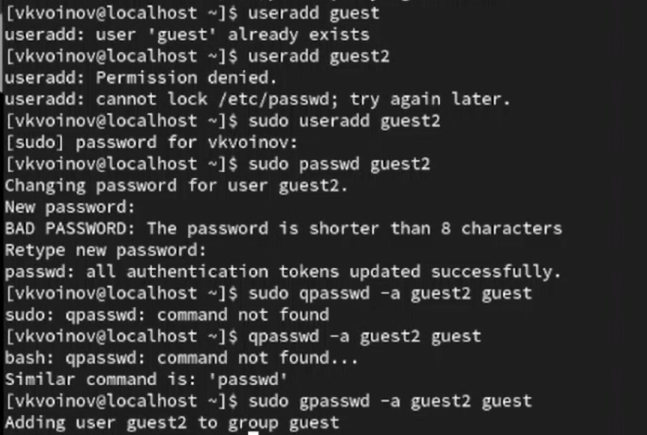 [vkvoinov@localhost ~]$ useradd guest
useradd: user 'guest' already exists
[vkvoinov@localhost ~]$ useradd guest2
useradd: Permission denied.
useradd: cannot lock /etc/passwd; try again later.
[vkvoinov@localhost ~]$ sudo useradd guest2
[sudo] password for vkvoinov:
[vkvoinov@localhost ~]$ sudo passwd guest2
Changing password for user guest2.
New password:
BAD PASSWORD: The password is shorter than 8 characters
Retype new password:
passwd: all authentication tokens updated successfully.
[vkvoinov@localhost ~]$ sudo qpasswd -a guest2 guest
sudo: qpasswd: command not found
[vkvoinov@localhost ~]$ qpasswd -a guest2 guest
bash: qpasswd: command not found...
Similar command is: 'passwd'
[vkvoinov@localhost ~]$ sudo gpasswd -a guest2 guest
Adding user guest2 to group guest